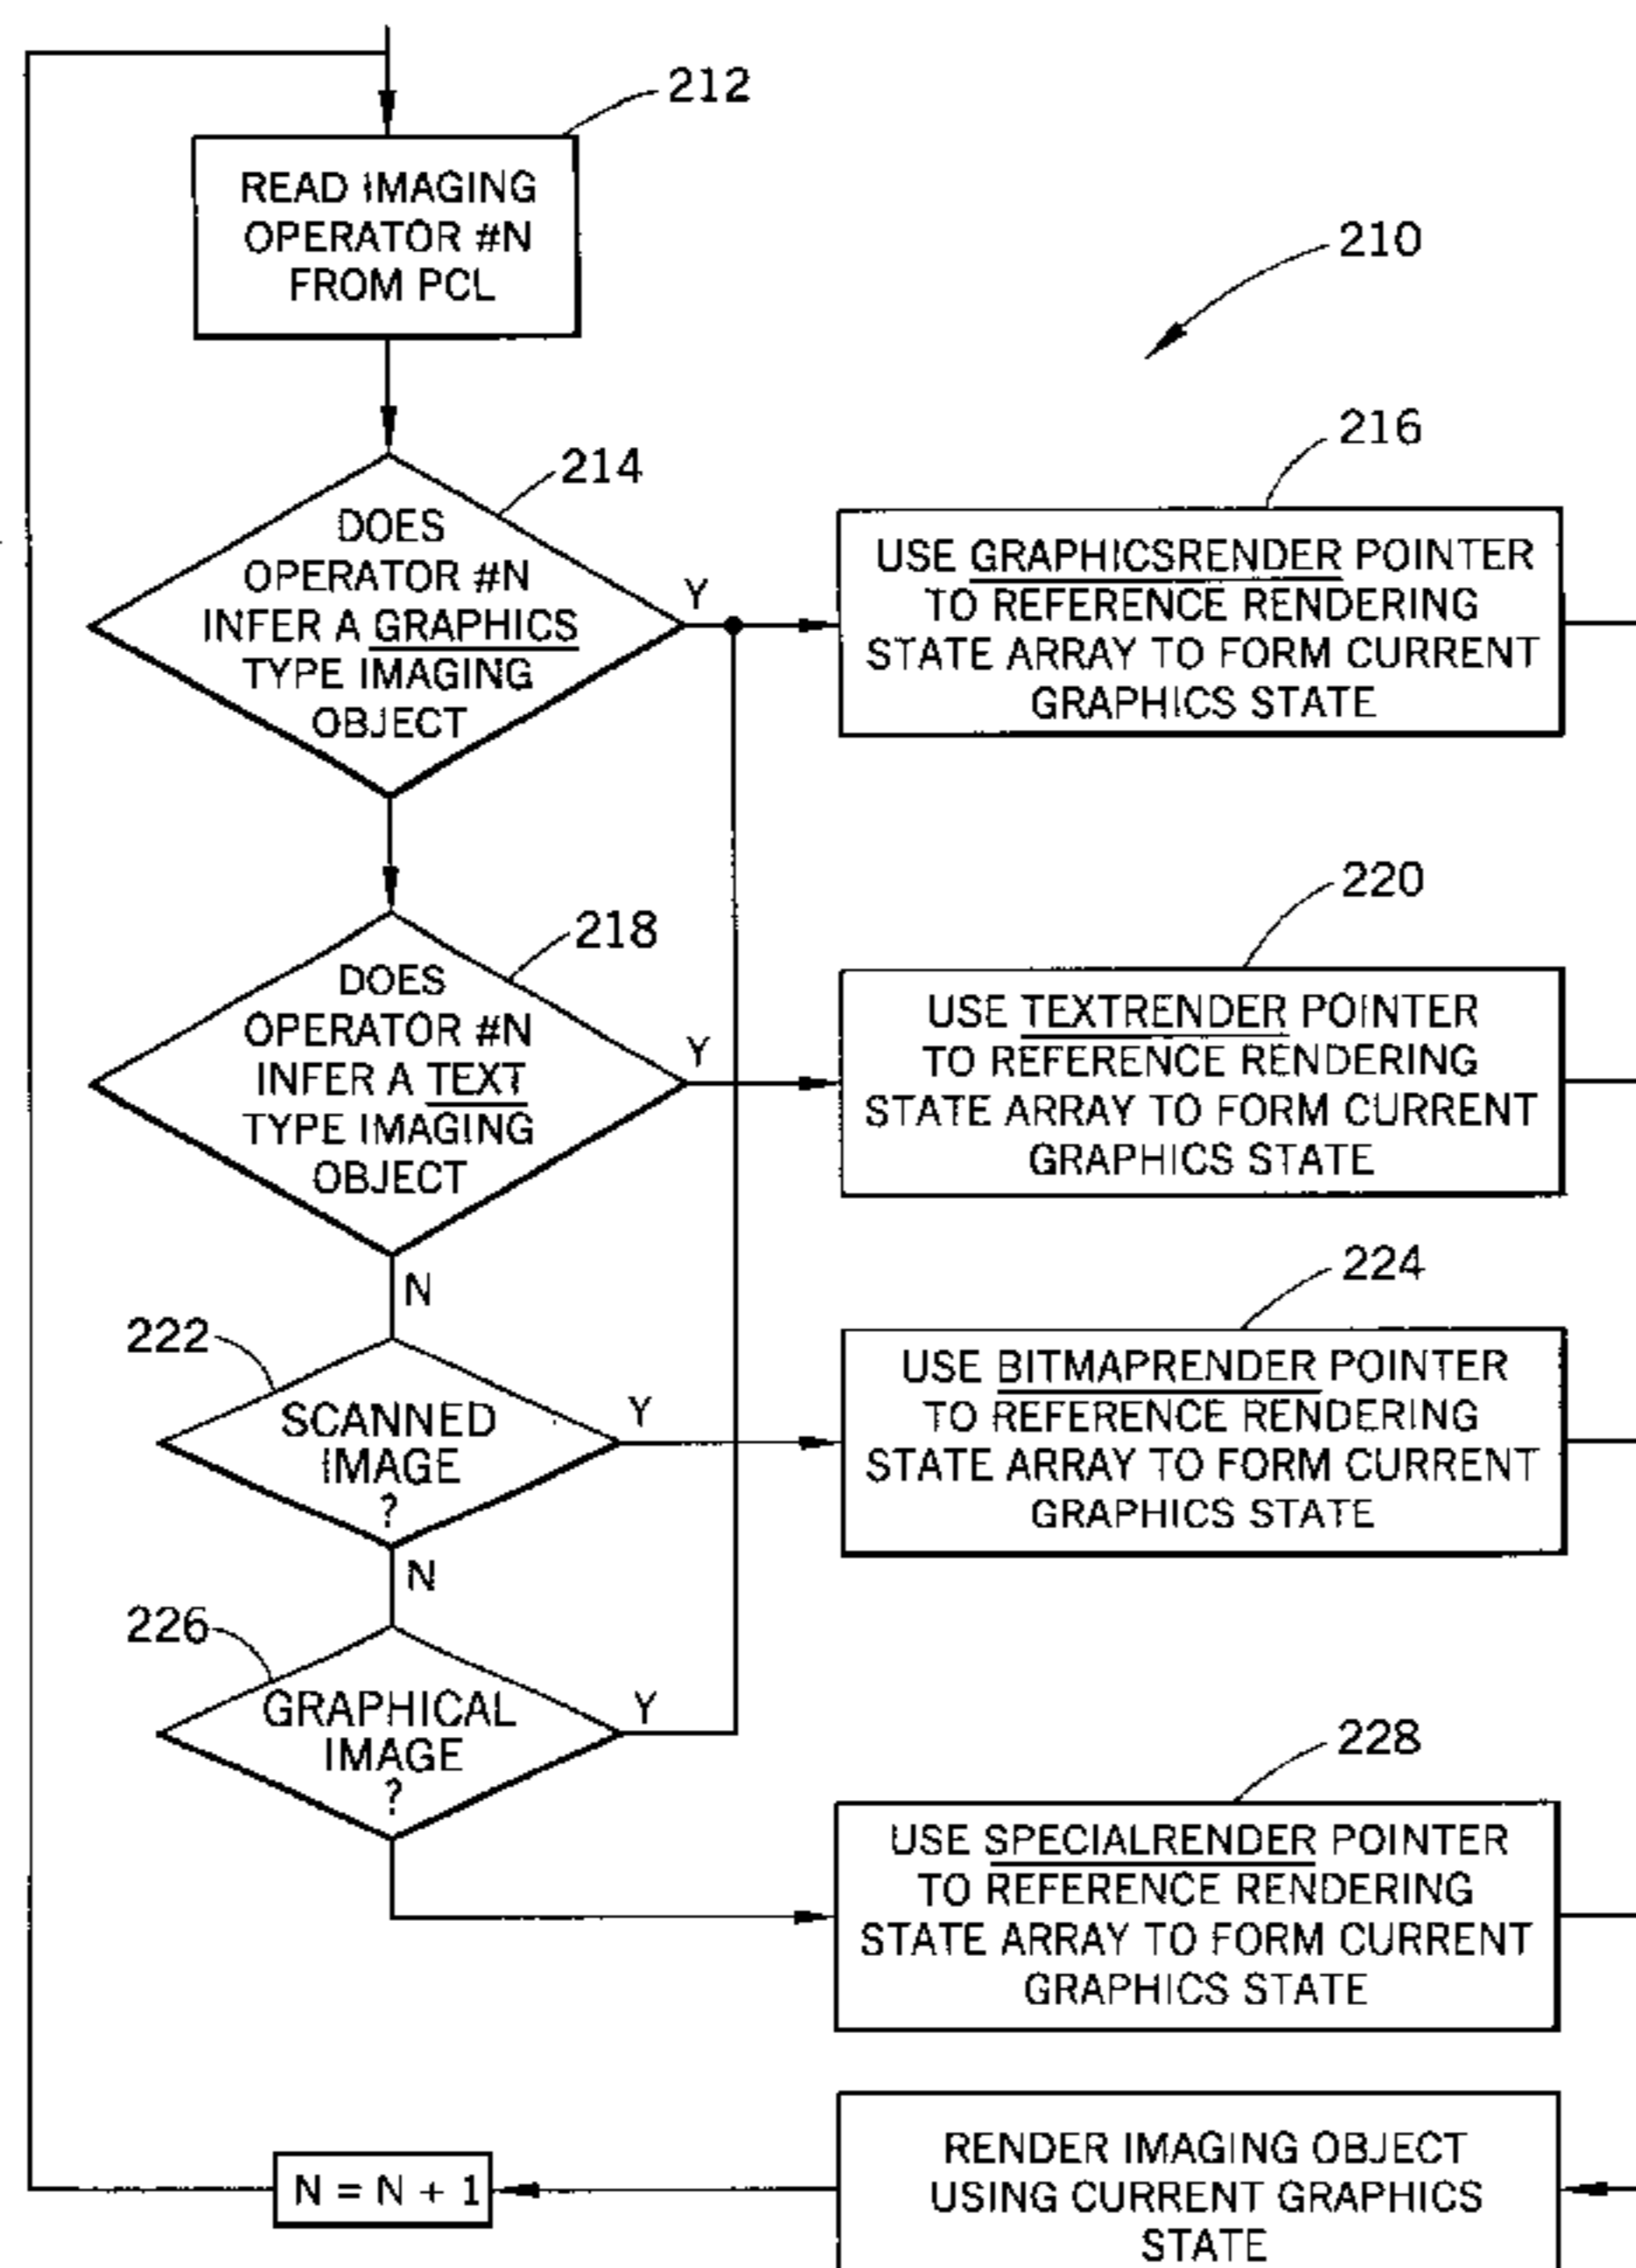 212
READ IMAGING
OPERATOR #N
FROM PCL
210
214
DOES
OPERATOR #N
INFER A GRAPHICS
TYPE IMAGING
OBJECT
Y
216
USE GRAPHICSRENDER POINTER
TO REFERENCE RENDERING
STATE ARRAY TO FORM CURRENT
GRAPHICS STATE
218
DOES
OPERATOR #N
INFER A TEXT
TYPE IMAGING
OBJECT
Y
N
220
USE TEXTRENDER POINTER
TO REFERENCE RENDERING
STATE ARRAY TO FORM CURRENT
GRAPHICS STATE
222
SCANNED
IMAGE
?
Y
N
224
USE BITMAPRENDER POINTER
TO REFERENCE RENDERING
STATE ARRAY TO FORM CURRENT
GRAPHICS STATE
226
GRAPHICAL
IMAGE
?
Y
228
USE SPECIALRENDER POINTER
TO REFERENCE RENDERING
STATE ARRAY TO FORM CURRENT
GRAPHICS STATE
RENDER IMAGING OBJECT
USING CURRENT GRAPHICS
STATE
N = N + 1